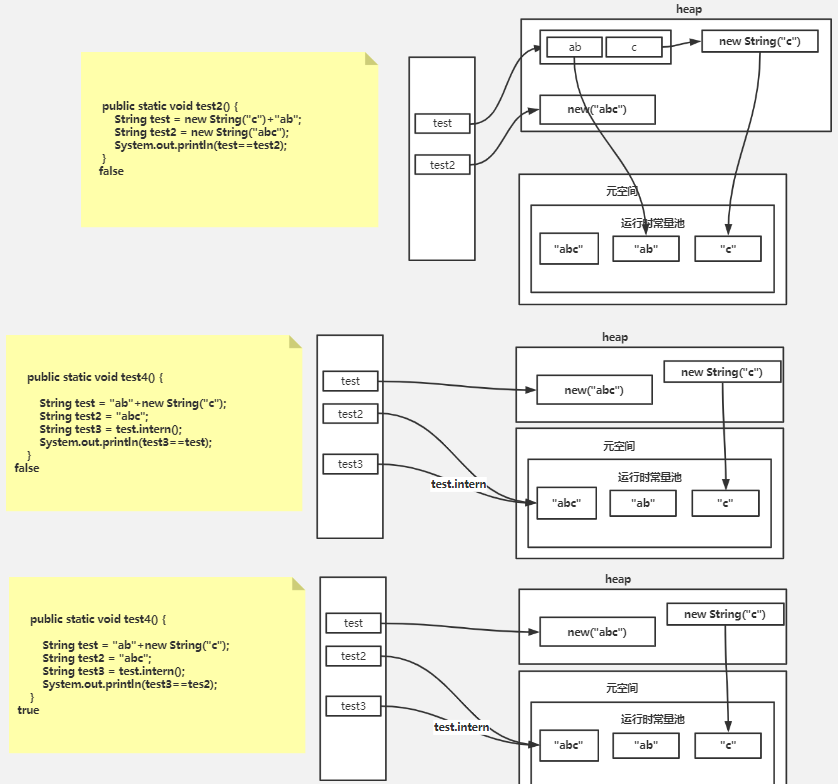 heap
public static void test2() {
String test = new String("c")+"ab";
String test2 = new String("abc");
System.out.println(test==test2);
}
false
test
test2
ab
c
new String("c")
new("abc")
元空间
运行时常量池
"abc"
"ab"
"c"
public static void test4() {
String test = "ab"+new String("c");
String test2 = "abc";
String test3 = test.intern();
System.out.println(test3==test);
}
false
test
test2
test3
test.intern
heap
new("abc")
new String("c")
元空间
运行时常量池
"abc"
"ab"
"c"
public static void test4() {
String test = "ab"+new String("c");
String test2 = "abc";
String test3 = test.intern();
System.out.println(test3==tes2);
}
true
test
test2
test3
test.intern
heap
new("abc")
new String("c")
元空间
运行时常量池
"abc"
"ab"
"c"